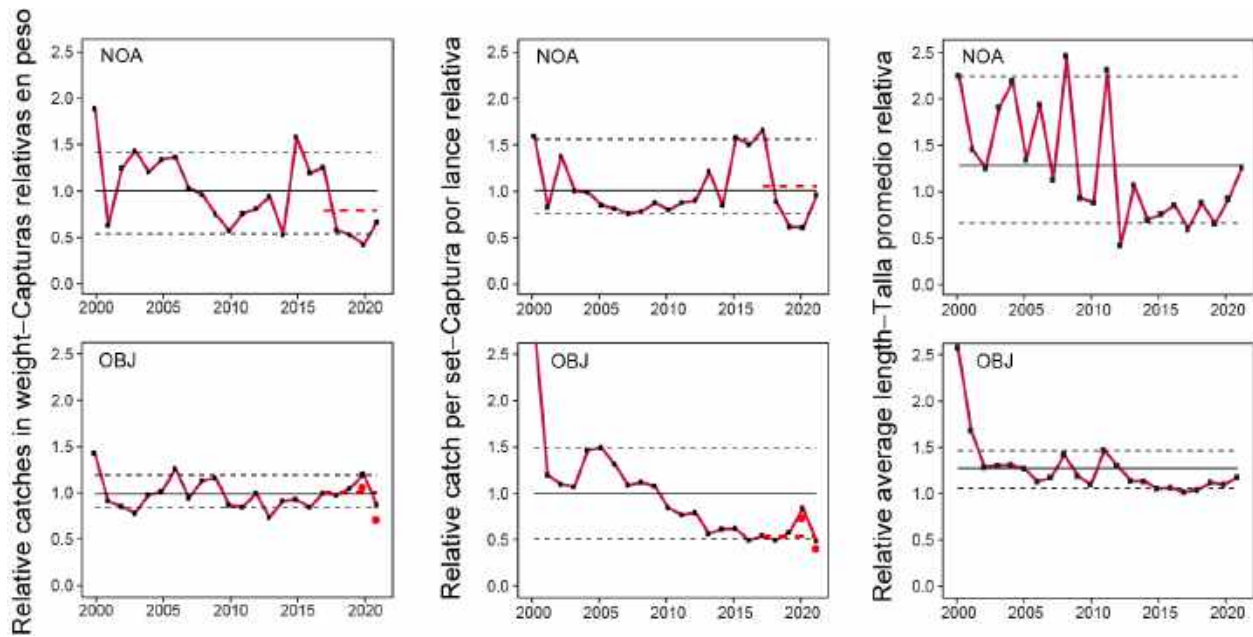 Relative catches in weight–Capturas relativas en peso
NOA
2.5
2.0
1.5
1.0
0.5
0.0
2000 2005 2010 2015 2020
OBJ
2.5
2.0
1.5
1.0
0.5
0.0
2000 2005 2010 2015 2020
Relative catch per set–Captura por lance relativa
NOA
2.5
2.0
1.5
1.0
0.5
0.0
2000 2005 2010 2015 2020
OBJ
2.5
2.0
1.5
1.0
0.5
0.0
2000 2005 2010 2015 2020
Relative average length–Talla promedio relativa
NOA
2.5
2.0
1.5
1.0
0.5
0.0
2000 2005 2010 2015 2020
OBJ
2.5
2.0
1.5
1.0
0.5
0.0
2000 2005 2010 2015 2020